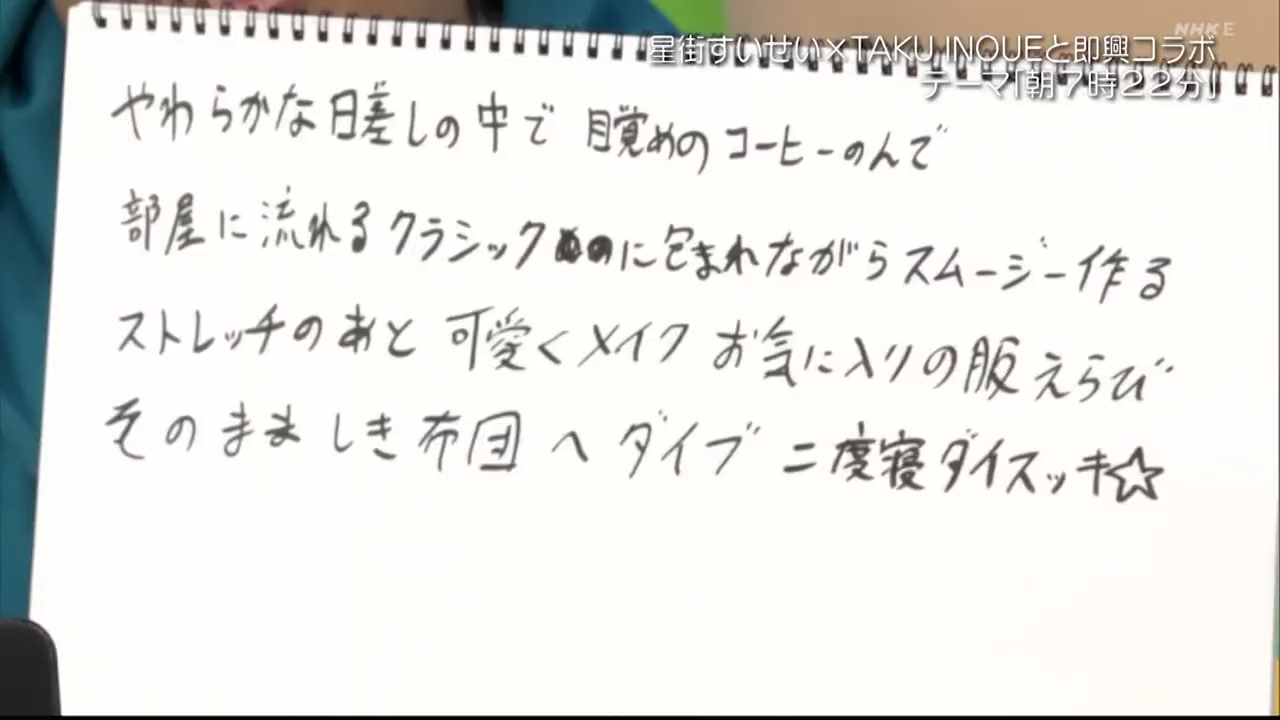 NHK E
星街すいせい×TAKU INOUEと即興コラボ
テーマ「朝7時22分」
やわらかな日差しの中で 目覚めのコーヒーのんで
部屋に流れるクラシックに包まれながらスムージー作る
ストレッチのあと 可愛くメイク お気に入りの服えらび
そのまま しき布団へダイブ 二度寝ダイスッキ☆